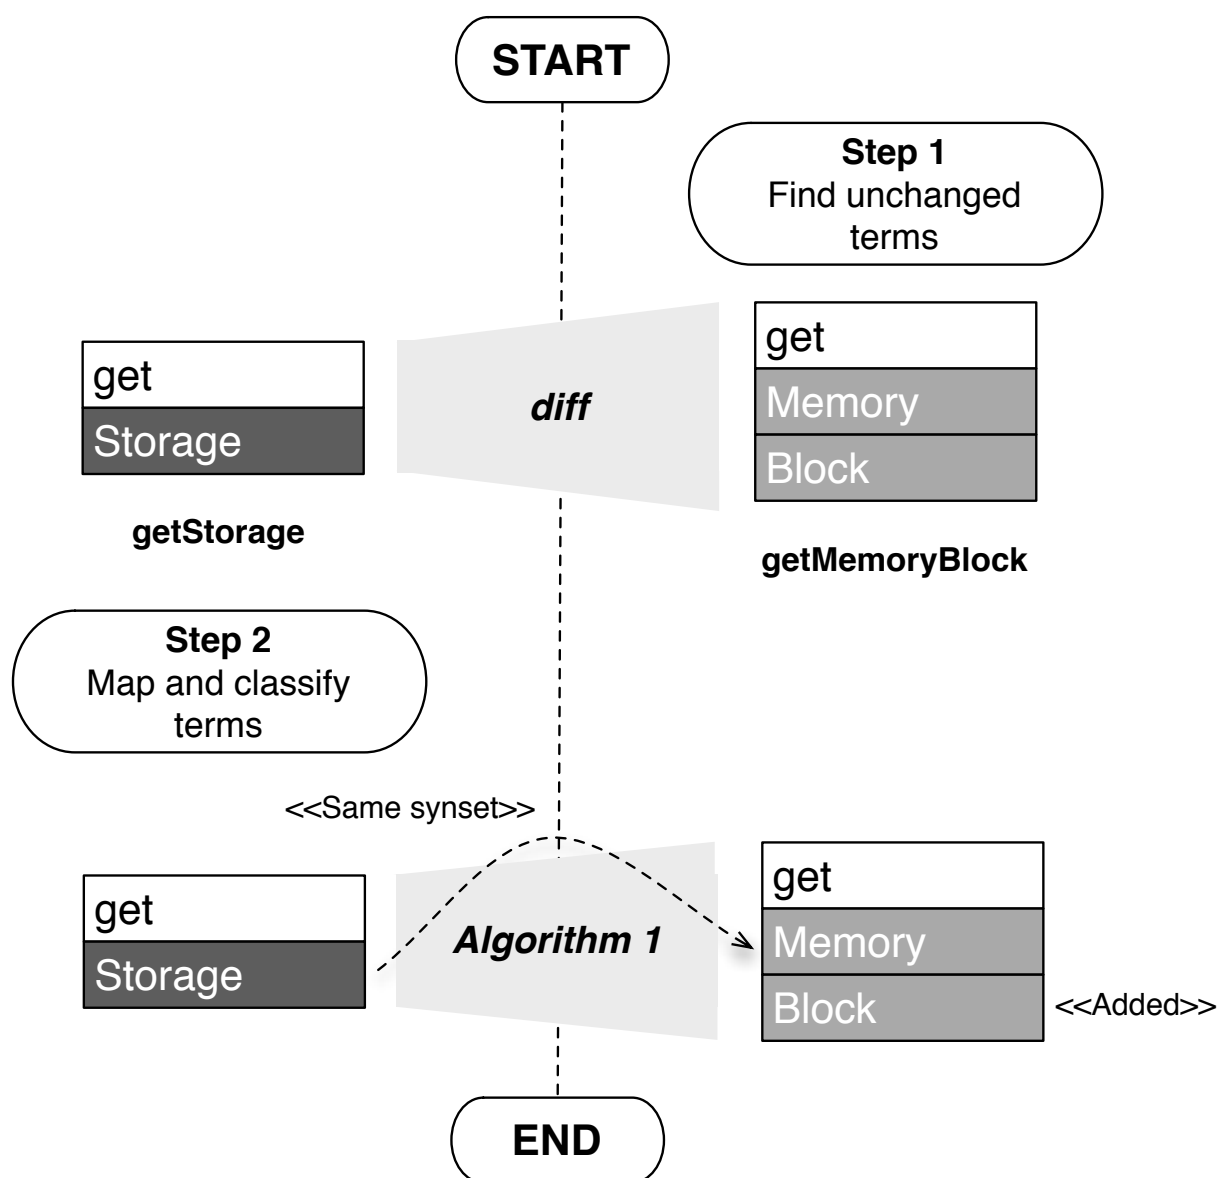 START
Step 1
Find unchanged
terms
get
Storage
diff
get
Memory
Block
getStorage
getMemoryBlock
Step 2
Map and classify
terms
<<Same synset>>
get
Storage
Algorithm 1
get
Memory
Block
<<Added>>
END